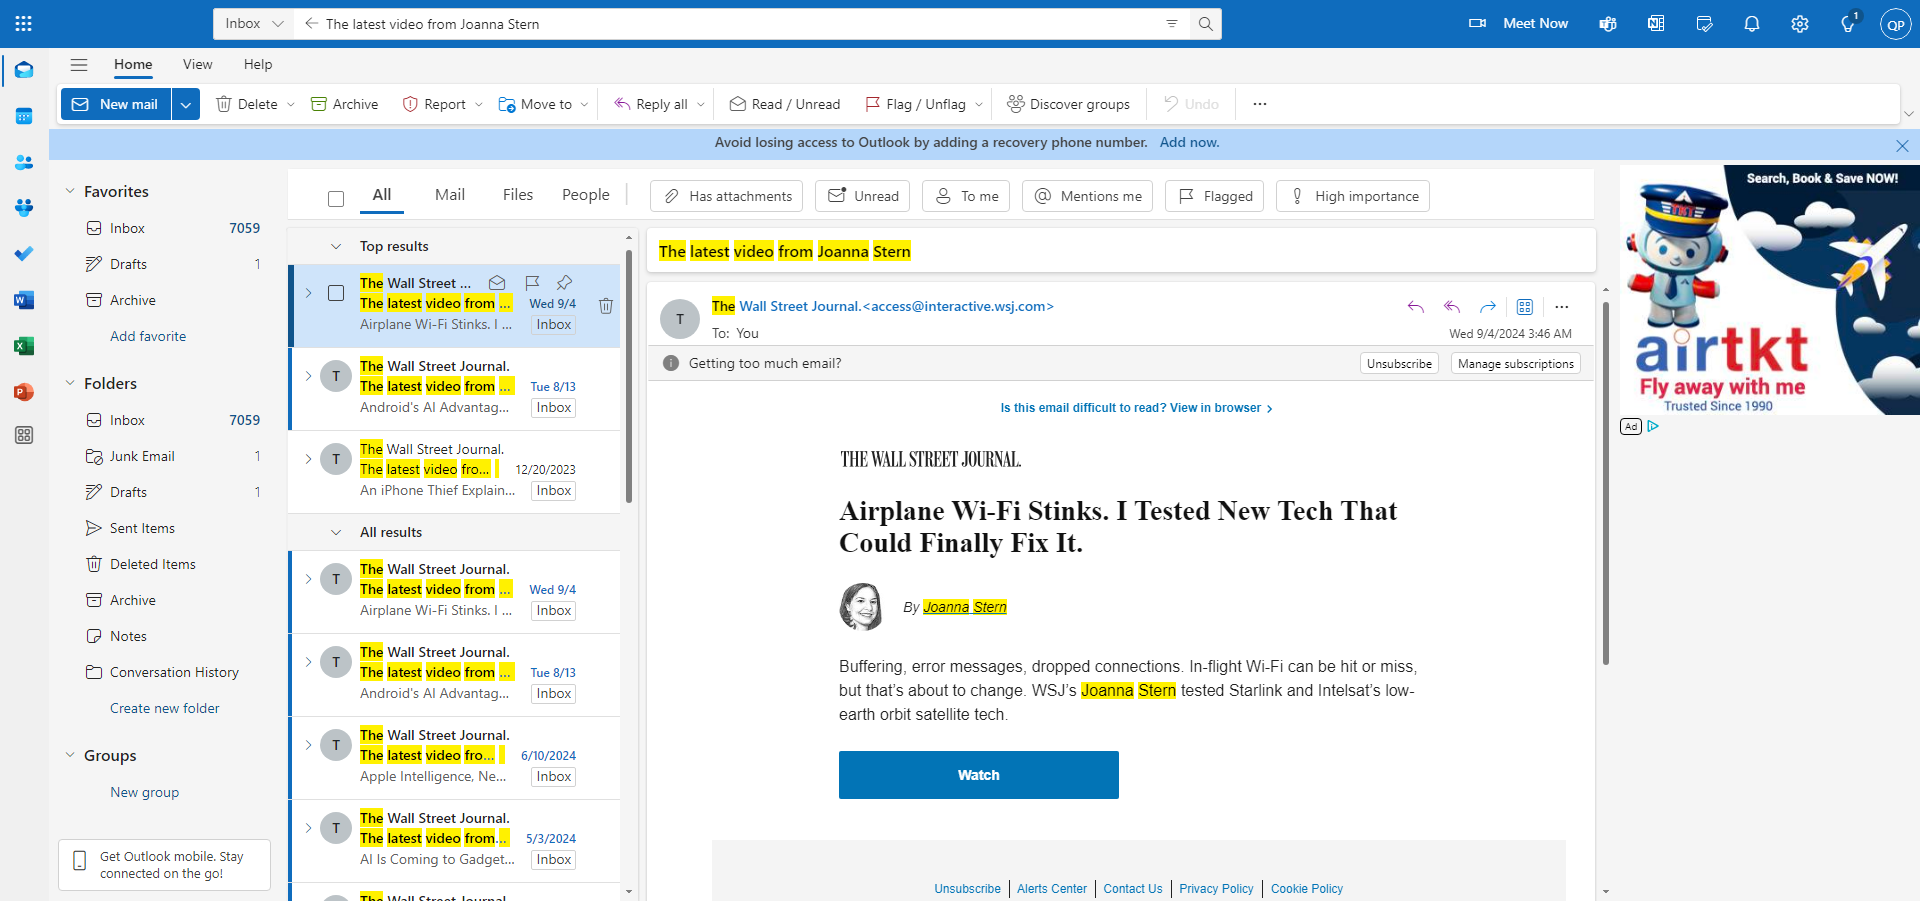 Inbox
The latest video from Joanna Stern
Meet Now
1
QP
Home
View
Help
New mail
Delete
Archive
Report
Move to
Reply all
Read / Unread
Flag / Unflag
Discover groups
Undo
Avoid losing access to Outlook by adding a recovery phone number. Add now.
Favorites
Inbox 7059
Drafts 1
Archive
Add favorite
Folders
Inbox 7059
Junk Email 1
Drafts 1
Sent Items
Deleted Items
Archive
Notes
Conversation History
Create new folder
Groups
New group
Get Outlook mobile. Stay
connected on the go!
All
Mail
Files
People
Has attachments
Unread
To me
Mentions me
Flagged
High importance
Top results
The Wall Street ...
The latest video from ... Wed 9/4
Airplane Wi-Fi Stinks. I ... Inbox
T
The Wall Street Journal.
The latest video from ... Tue 8/13
Android's AI Advantag... Inbox
T
The Wall Street Journal.
The latest video fro... 12/20/2023
An iPhone Thief Explain... Inbox
All results
T
The Wall Street Journal.
The latest video from ... Wed 9/4
Airplane Wi-Fi Stinks. I ... Inbox
T
The Wall Street Journal.
The latest video from ... Tue 8/13
Android's AI Advantag... Inbox
T
The Wall Street Journal.
The latest video fro... 6/10/2024
Apple Intelligence, Ne... Inbox
T
The Wall Street Journal.
The latest video from... 5/3/2024
AI Is Coming to Gadget... Inbox
The Wall Street Journal.
The latest video from Joanna Stern
T
The Wall Street Journal.<access@interactive.wsj.com>
To: You
Wed 9/4/2024 3:46 AM
Getting too much email?
Unsubscribe
Manage subscriptions
Is this email difficult to read? View in browser ›
THE WALL STREET JOURNAL.
Airplane Wi-Fi Stinks. I Tested New Tech That
Could Finally Fix It.
By Joanna Stern
Buffering, error messages, dropped connections. In-flight Wi-Fi can be hit or miss,
but that's about to change. WSJ's Joanna Stern tested Starlink and Intelsat's low-
earth orbit satellite tech.
Watch
Unsubscribe | Alerts Center | Contact Us | Privacy Policy | Cookie Policy
Search, Book & Save NOW!
TKT
airtkt
Fly away with me
Trusted Since 1990
Ad